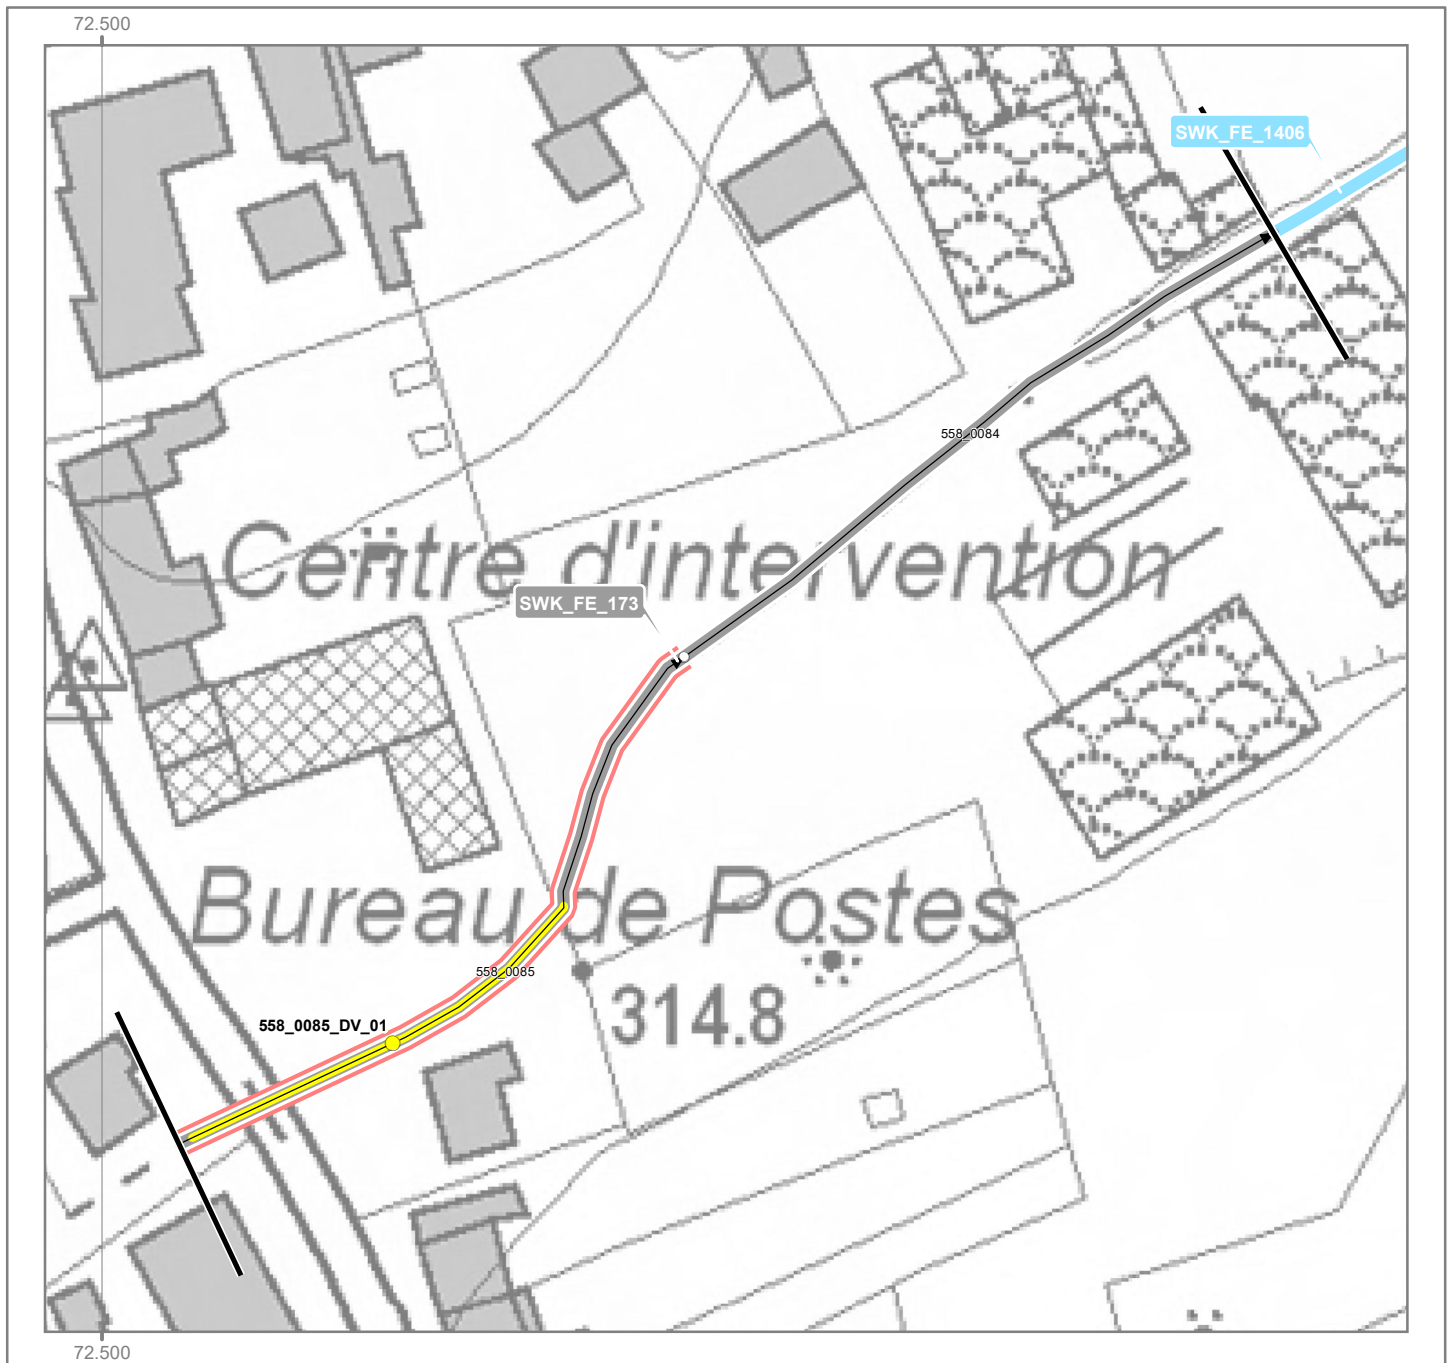 72.500
SWK_FE_1406
558_0084
Centre d'intervention
SWK_FE_173
Bureau de Postes
558_0085
314.8
558_0085_DV_01
72.500